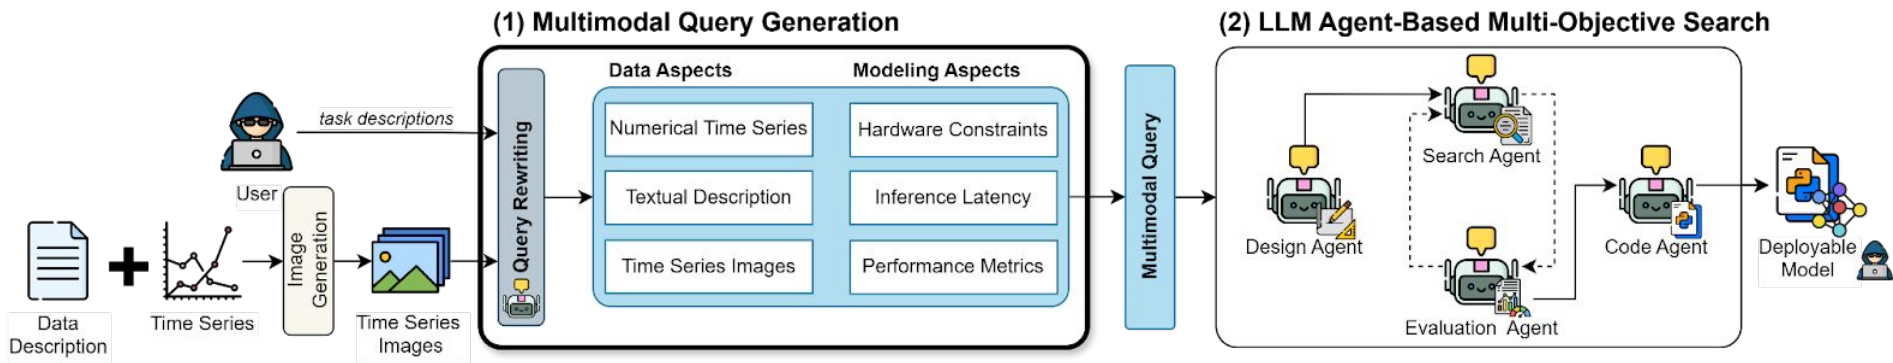 (1) Multimodal Query Generation
(2) LLM Agent-Based Multi-Objective Search
Data Description
Time Series
User
task descriptions
Image Generation
Time Series
Images
Query Rewriting
Data Aspects
Modeling Aspects
Numerical Time Series
Hardware Constraints
Textual Description
Inference Latency
Time Series Images
Performance Metrics
Multimodal Query
Design Agent
Search Agent
Evaluation Agent
Code Agent
Deployable
Model